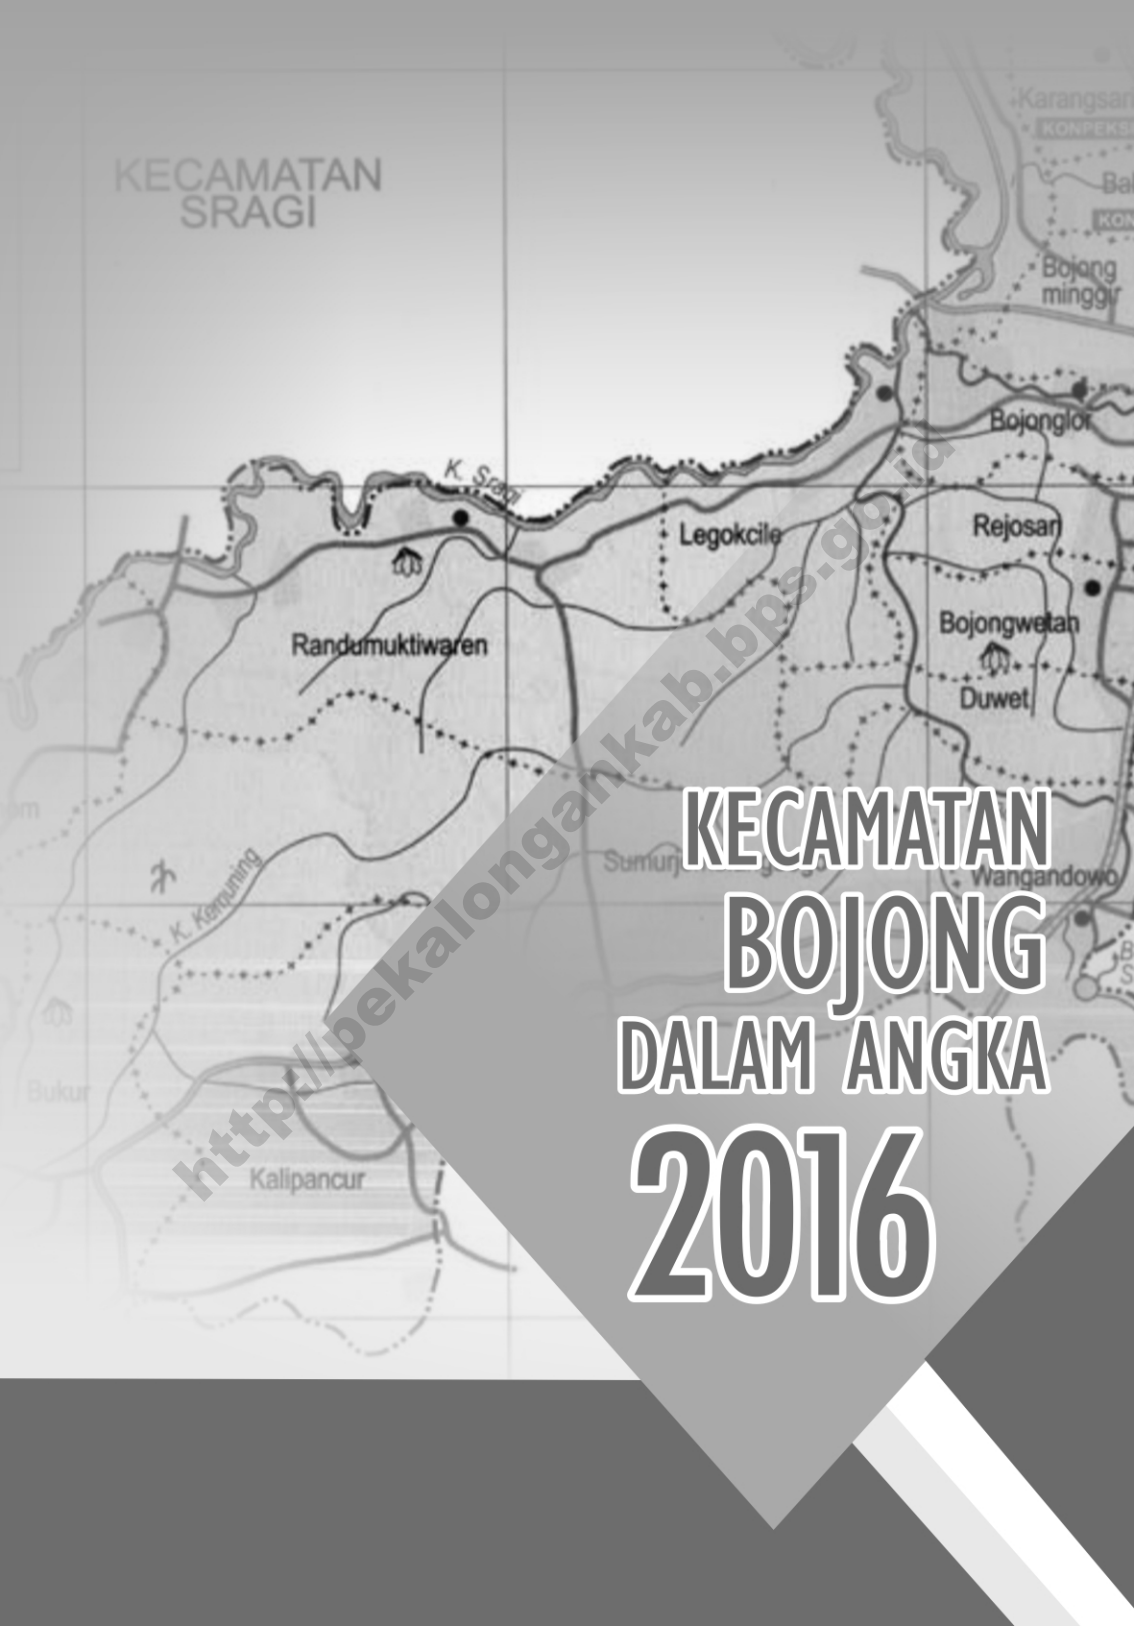 KECAMATAN
SRAGI
KONPEKSI
Bojong
minggir
Bojonglor
K. Sragi
Legokcile
Rejosari
Bojongwetan
Randumuktiwaren
Duwet
KECAMATAN
Wangandowo
BOJONG
K. Kerguning
DALAM ANGKA
Bukur
Kalipancur
2016
http://pekalongankab.bps.go.id